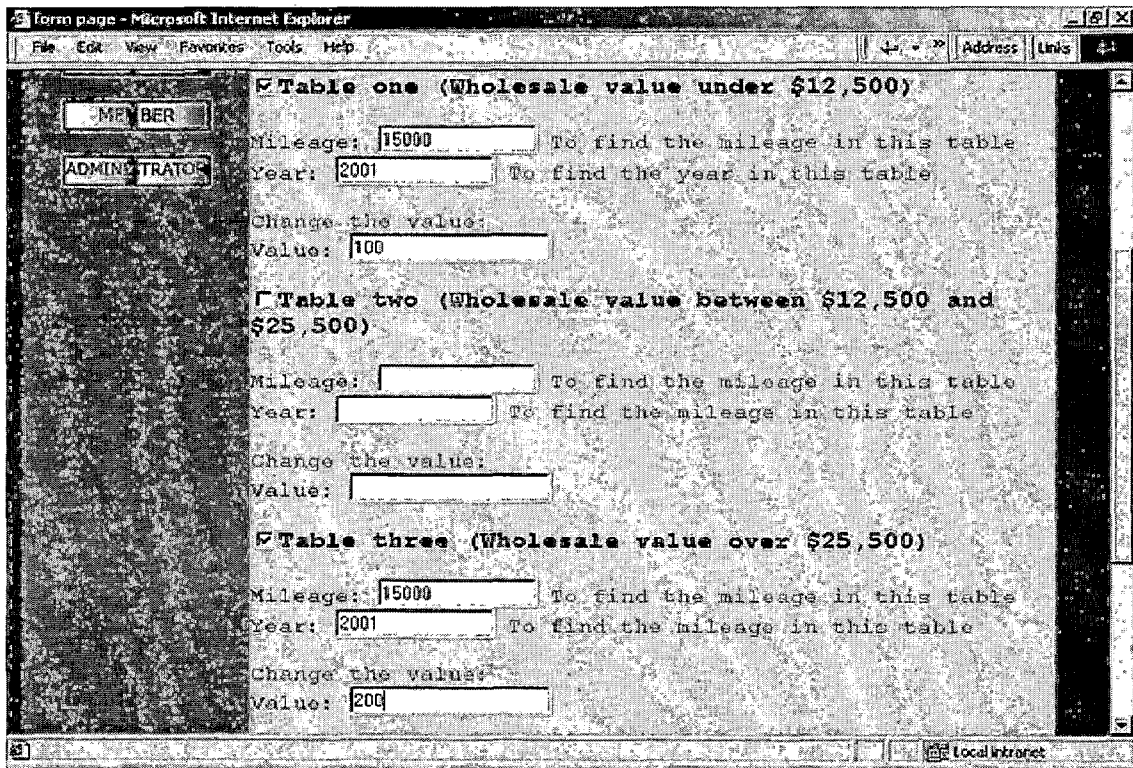 form page - Microsoft Internet Explorer
File Edit View Favorites Tools Help
Address Links
MEMBER
ADMINISTRATOR
Table one (Wholesale value under $12,500)
Mileage: 15000 To find the mileage in this table
Year: 2001 To find the year in this table
Change the value:
Value: 100
Table two (Wholesale value between $12,500 and
$25,500)
Mileage: To find the mileage in this table
Year: To find the mileage in this table
Change the value:
Value:
Table three (Wholesale value over $25,500)
Mileage: 15000 To find the mileage in this table
Year: 2001 To find the mileage in this table
Change the value:
Value: 200
Local intranet